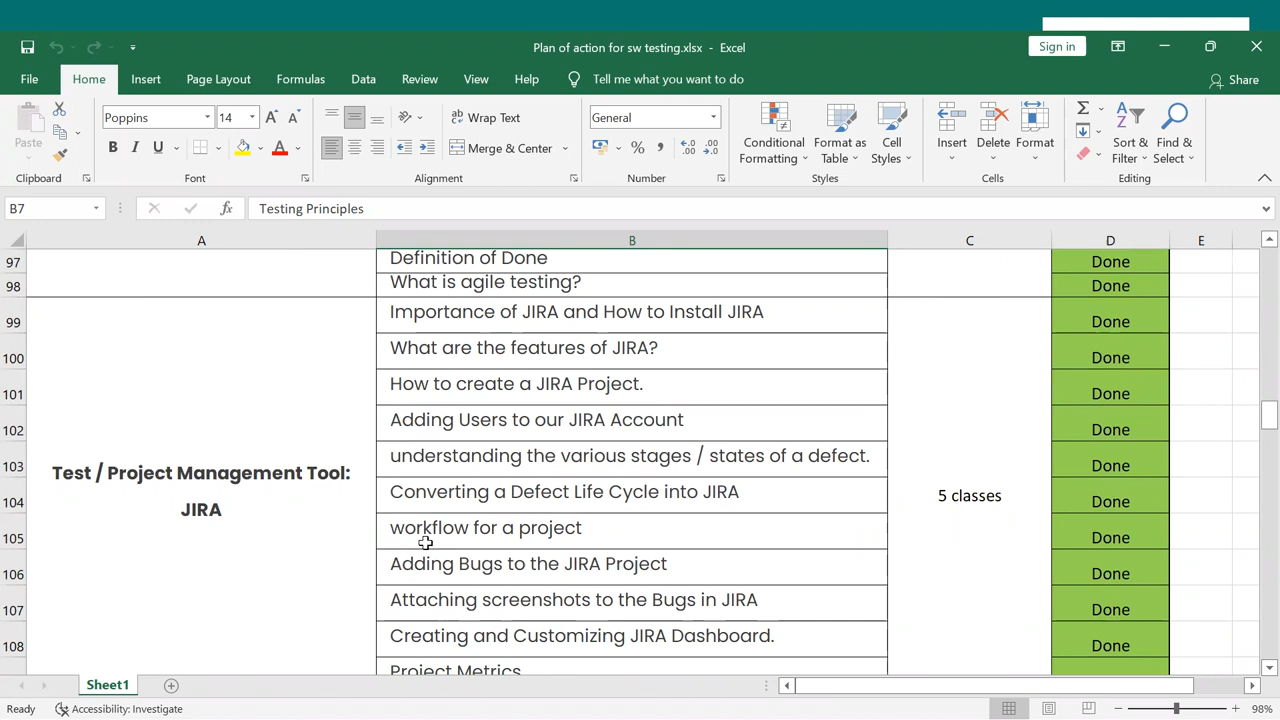 Plan of action for sw testing.xlsx - Excel
Sign in
File Home Insert Page Layout Formulas Data Review View Help Tell me what you want to do Share
Paste
Poppins 14
B I U A
Wrap Text
Merge & Center
General
% ,
Conditional Formatting
Format as Table
Cell Styles
Insert Delete Format
Sort & Filter
Find & Select
Clipboard Font Alignment Number Styles Cells Editing
B7 fx Testing Principles
A B C D E
97 Definition of Done Done
98 What is agile testing? Done
99 Importance of JIRA and How to Install JIRA Done
100 What are the features of JIRA? Done
101 How to create a JIRA Project. Done
102 Adding Users to our JIRA Account Done
103 understanding the various stages / states of a defect. Done
Test / Project Management Tool:
JIRA
104 Converting a Defect Life Cycle into JIRA 5 classes Done
105 workflow for a project Done
106 Adding Bugs to the JIRA Project Done
107 Attaching screenshots to the Bugs in JIRA Done
108 Creating and Customizing JIRA Dashboard. Done
Project Metrics
Sheet1
Ready Accessibility: Investigate 98%